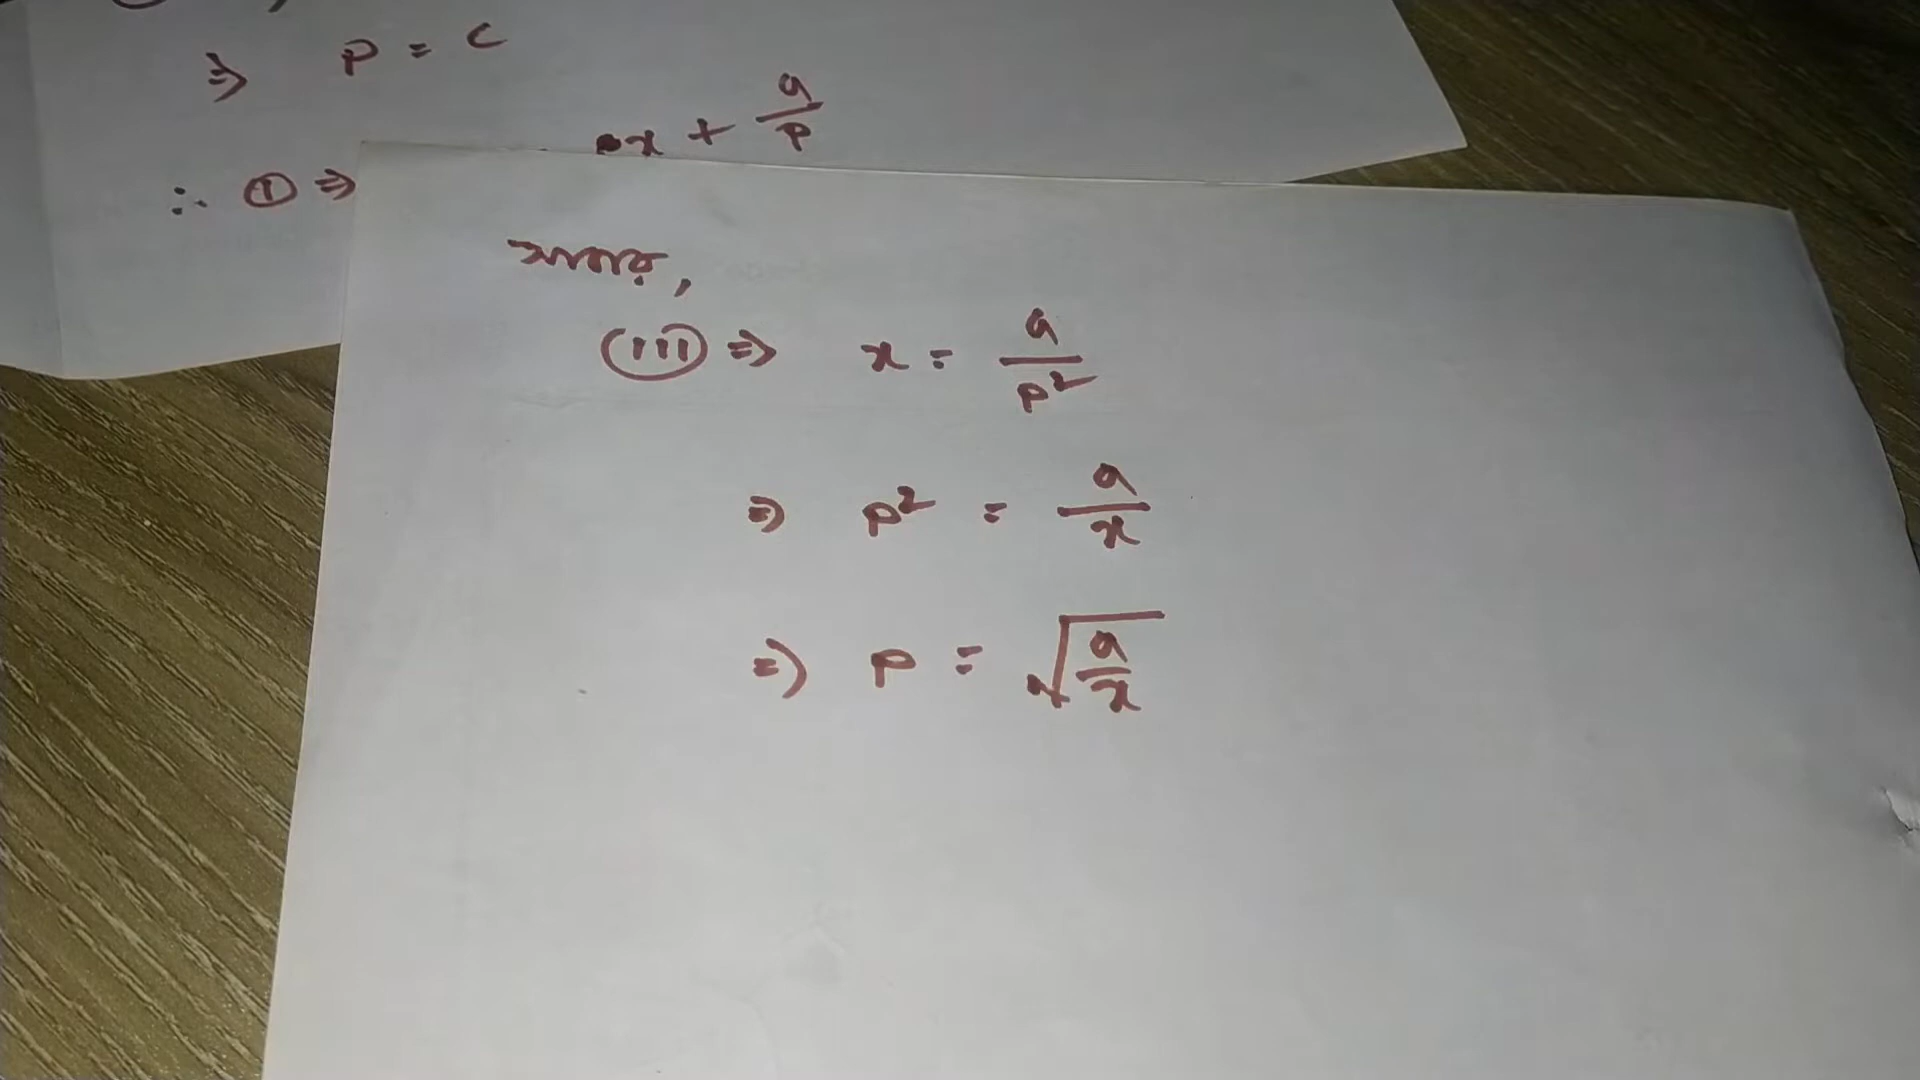 ⇒ P = c
∴ ① ⇒ x + a/P
আবার,
(iii) ⇒ x = a/P²
⇒ P² = a/x
⇒ P = √(a/x)